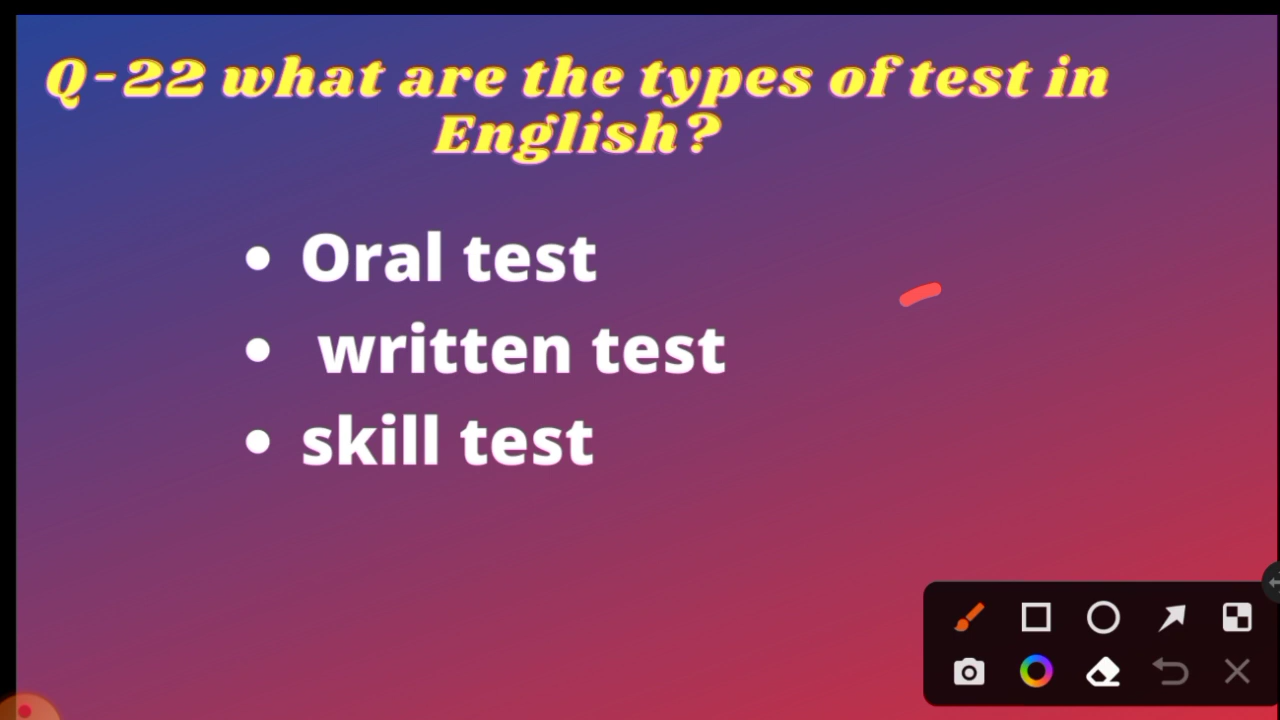 Q-22 what are the types of test in
English?
• Oral test
• written test
• skill test